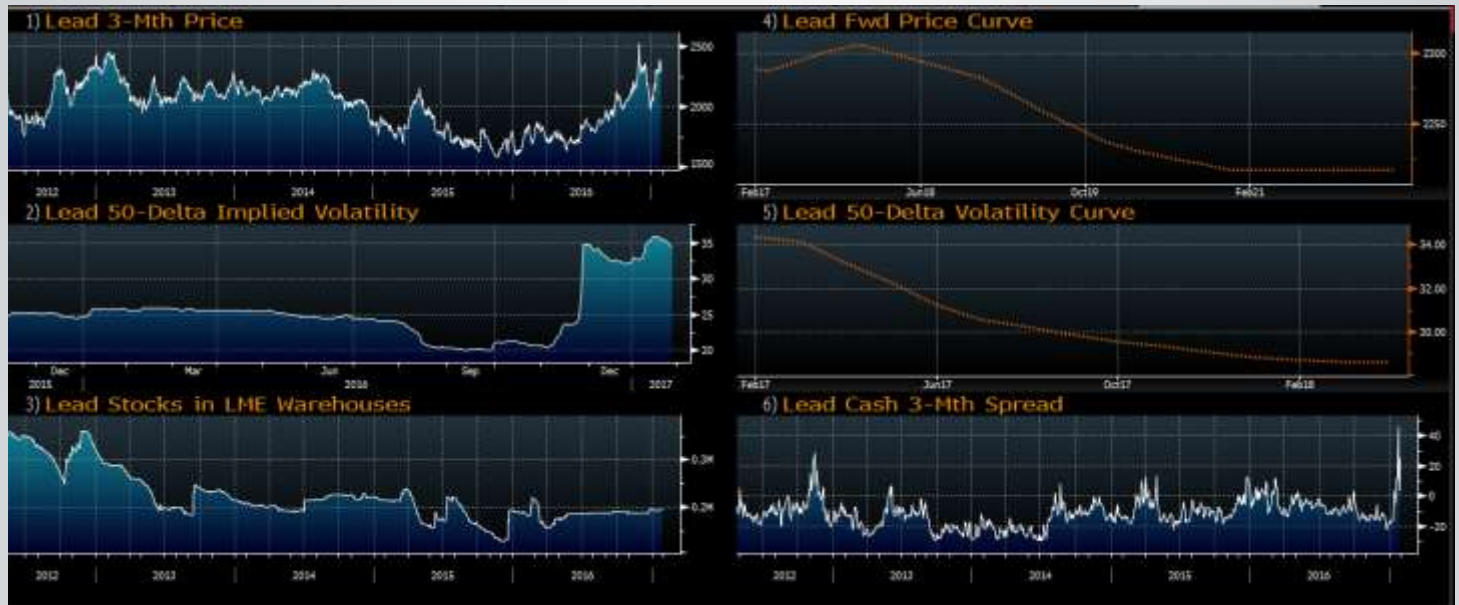 1) Lead 3-Mth Price
2500
2000
1500
2012 2013 2014 2015 2016
2) Lead 50-Delta Implied Volatility
35
30
25
20
Dec Mar Jun Sep Dec
2015 2016 2017
3) Lead Stocks in LME Warehouses
0.3M
0.2M
2012 2013 2014 2015 2016
4) Lead Fwd Price Curve
2300
2250
Feb17 Jun18 Oct19 Feb21
5) Lead 50-Delta Volatility Curve
34.00
32.00
30.00
Feb17 Jun17 Oct17 Feb18
6) Lead Cash 3-Mth Spread
40
20
0
-20
2012 2013 2014 2015 2016